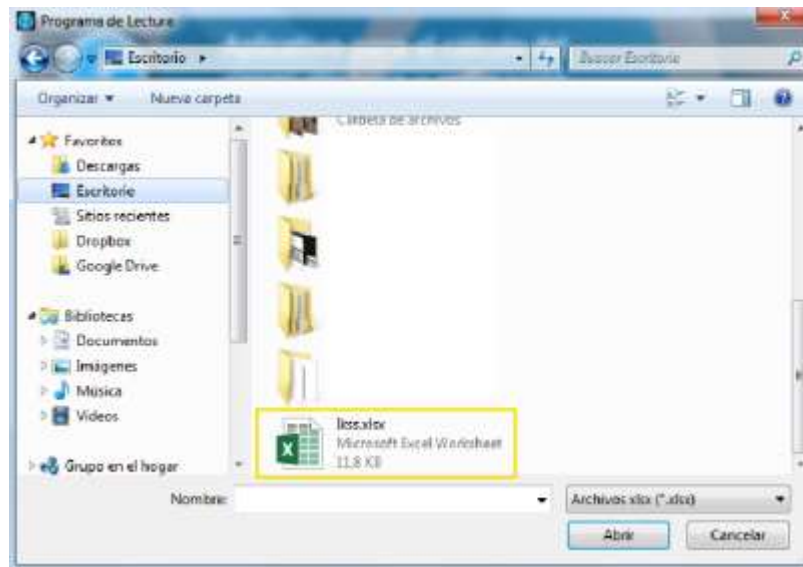 Programa de Lectura
Escritorio
Buscar Escritorio
Organizar
Nueva carpeta
Carpeta de archivos
Favoritos
Descargas
Escritorio
Sitios recientes
Dropbox
Google Drive
Bibliotecas
Documentos
Imágenes
Música
Videos
Grupo en el hogar
Microsoft Excel Worksheet
11,8 KB
Nombre:
Archivos xlsx (*.xlsx)
Abrir
Cancelar